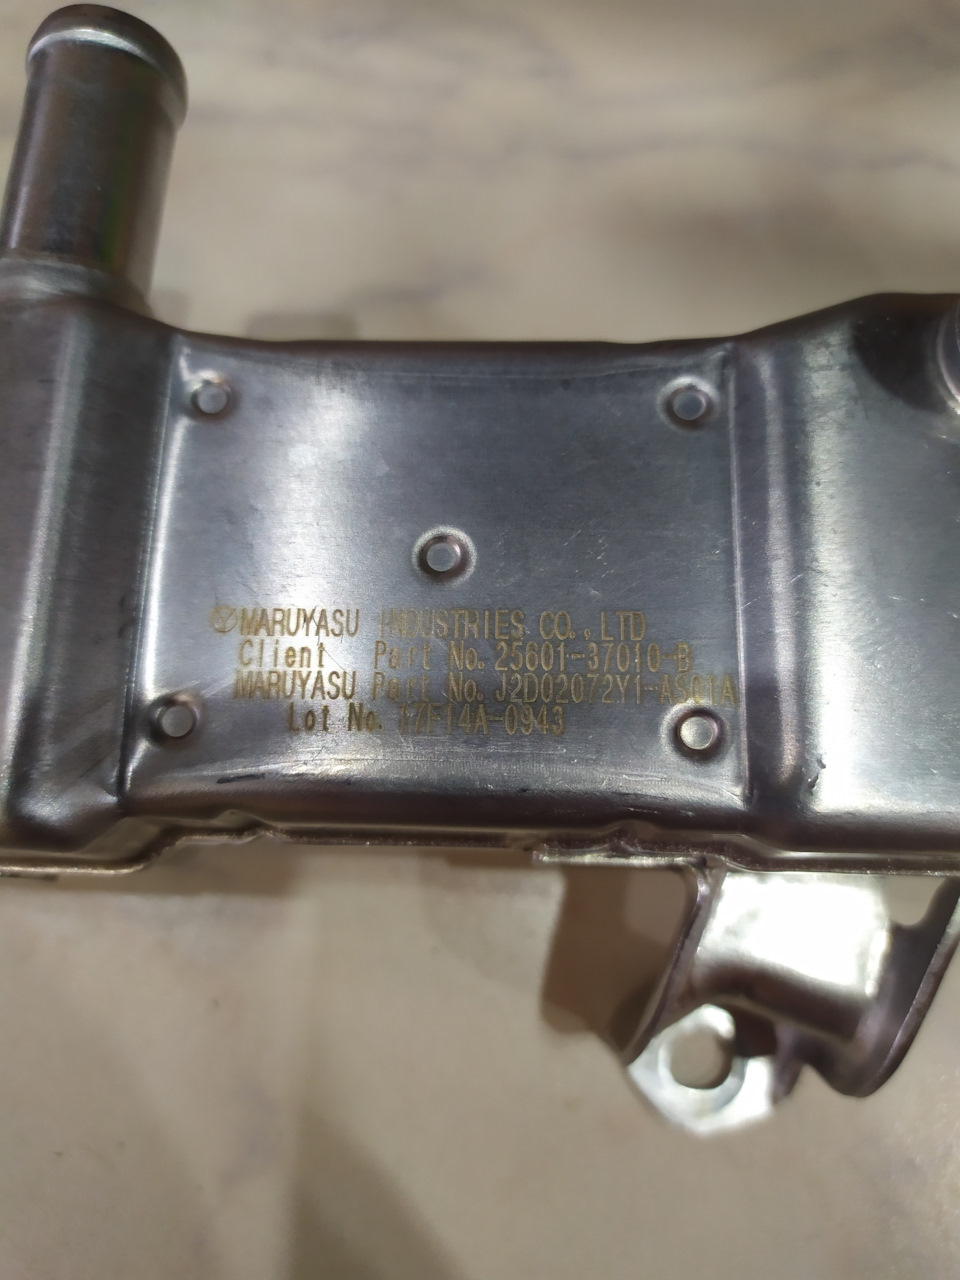 MARUYASU INDUSTRIES CO.,LTD
Client Part No. 25601-37010-B
MARUYASU Part No. J2D02072Y1-AS01A
Lot No. 17F14A-0943